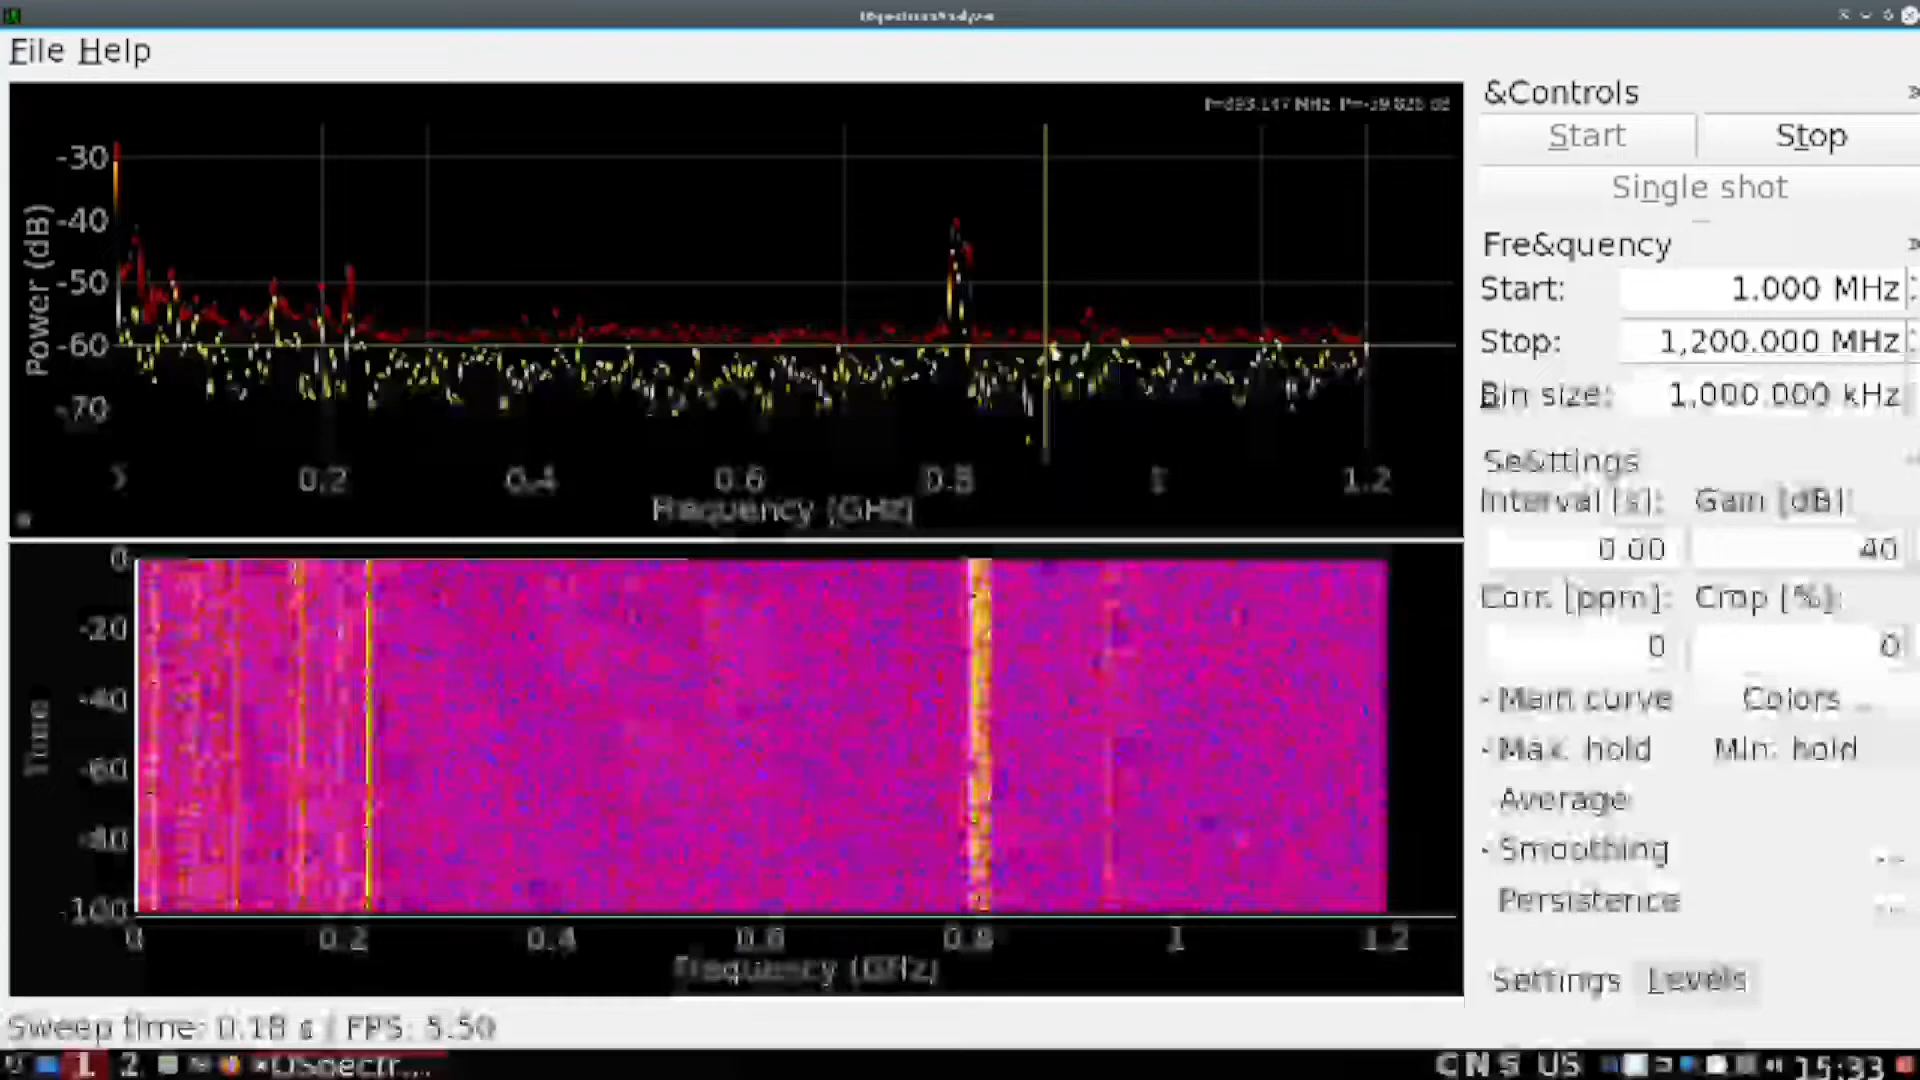 QSpectrumAnalyzer
File Help
&Controls
Start Stop
Single shot
Fre&quency
Start: 1.000 MHz
Stop: 1,200.000 MHz
Bin size: 1,000.000 kHz
Se&ttings
Interval [s]: Gain [dB]:
0.00 40
Corr. [ppm]: Crop [%]:
0 0
Main curve Colors
Max. hold Min. hold
Average
Smoothing
Persistence
Settings Levels
Power (dB)
-30
-40
-50
-60
-70
0.2 0.4 0.6 0.8 1 1.2
Frequency (GHz)
Time
0
-20
-40
-60
-80
-100
0 0.2 0.4 0.6 0.8 1 1.2
Frequency (GHz)
Sweep time: 0.18 s / FPS: 5.50
1 2 QSpectr... C N S US 15:33